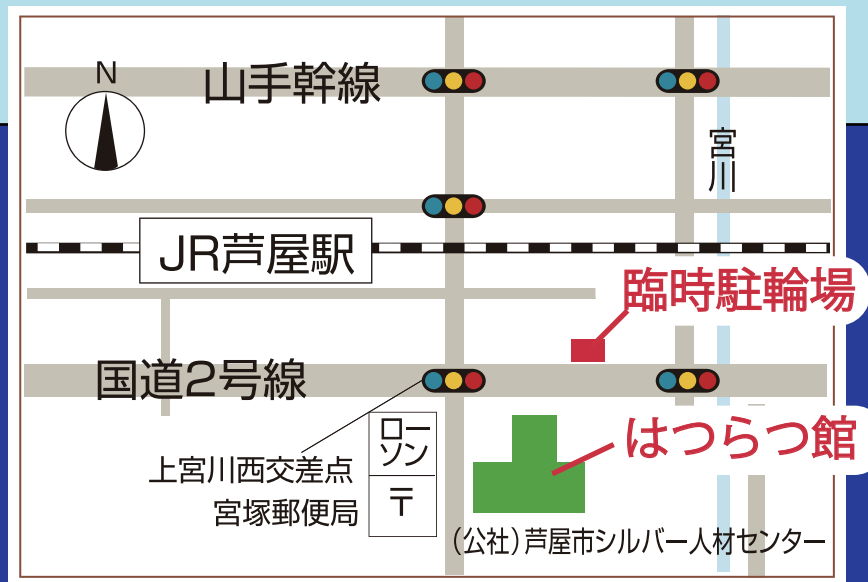 N
山手幹線
宮川
JR芦屋駅
臨時駐輪場
国道2号線
ローソン
はつらつ館
上宮川西交差点
〒
宮塚郵便局
(公社)芦屋市シルバー人材センター